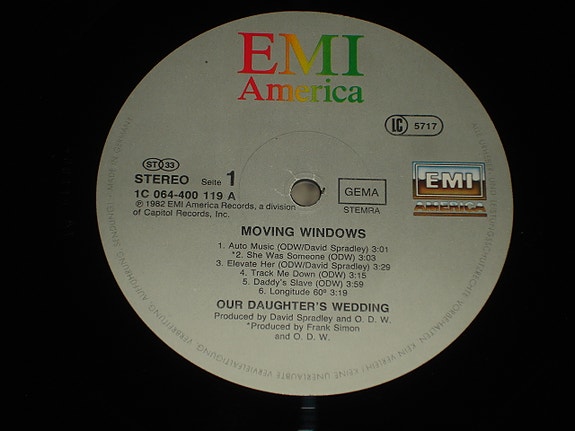 EMI
America
LC 5717
ST 33
STEREO Seite 1
1C 064-400 119 A
℗ 1982 EMI America Records, a division
of Capitol Records, Inc.
GEMA
STEMRA
EMI
AMERICA
MOVING WINDOWS
1. Auto Music (ODW/David Spradley) 3:01
*2. She Was Someone (ODW) 3:03
3. Elevate Her (ODW/David Spradley) 3:29
4. Track Me Down (ODW) 3:15
5. Daddy's Slave (ODW) 3:59
6. Longitude 60° 3:19
OUR DAUGHTER'S WEDDING
Produced by David Spradley and O. D. W.
*Produced by Frank Simon
and O. D. W.
KEINE UNERLAUBTE VERVIELFÄLTIGUNG,